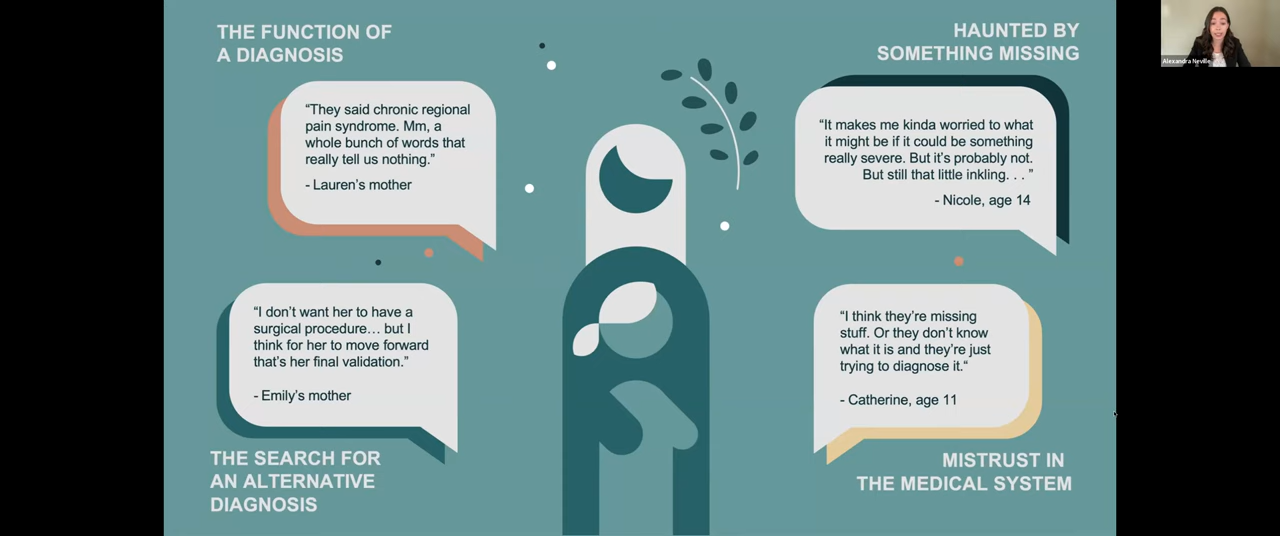 THE FUNCTION OF
A DIAGNOSIS
“They said chronic regional
pain syndrome. Mm, a
whole bunch of words that
really tell us nothing.”
- Lauren’s mother
HAUNTED BY
SOMETHING MISSING
“It makes me kinda worried to what
it might be if it could be something
really severe. But it’s probably not.
But still that little inkling. . . ”
- Nicole, age 14
“I don’t want her to have a
surgical procedure… but I
think for her to move forward
that’s her final validation.”
- Emily’s mother
THE SEARCH FOR
AN ALTERNATIVE
DIAGNOSIS
“I think they’re missing
stuff. Or they don’t know
what it is and they’re just
trying to diagnose it.“
- Catherine, age 11
MISTRUST IN
THE MEDICAL SYSTEM
Alexandra Neville